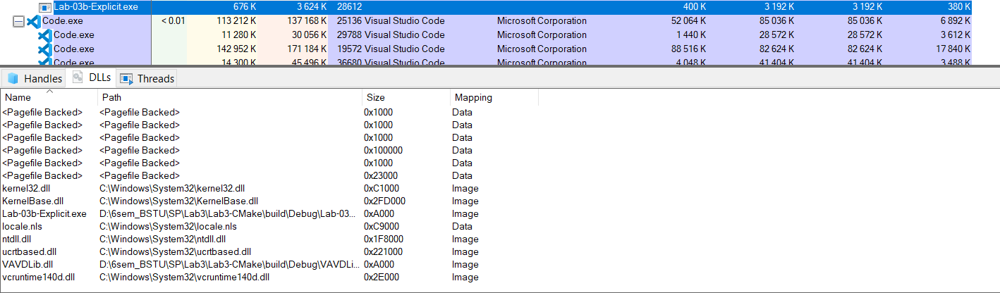 Lab-03b-Explicit.exe 676 K 3 624 K 28612 400 K 3 192 K 3 192 K 380 K
Code.exe < 0.01 113 212 K 137 168 K 25136 Visual Studio Code Microsoft Corporation 52 064 K 85 036 K 85 036 K 6 892 K
Code.exe 11 280 K 30 056 K 29788 Visual Studio Code Microsoft Corporation 1 440 K 28 572 K 28 572 K 3 612 K
Code.exe 142 952 K 171 184 K 19572 Visual Studio Code Microsoft Corporation 88 516 K 82 624 K 82 624 K 17 840 K
Code.exe 14 300 K 45 496 K 36680 Visual Studio Code Microsoft Corporation 4 048 K 41 404 K 41 404 K 3 488 K
Handles DLLs Threads
Name Path Size Mapping
<Pagefile Backed> <Pagefile Backed> 0x1000 Data
<Pagefile Backed> <Pagefile Backed> 0x1000 Data
<Pagefile Backed> <Pagefile Backed> 0x1000 Data
<Pagefile Backed> <Pagefile Backed> 0x100000 Data
<Pagefile Backed> <Pagefile Backed> 0x1000 Data
<Pagefile Backed> <Pagefile Backed> 0x23000 Data
kernel32.dll C:\Windows\System32\kernel32.dll 0xC1000 Image
KernelBase.dll C:\Windows\System32\KernelBase.dll 0x2FD000 Image
Lab-03b-Explicit.exe D:\6sem_BSTU\SP\Lab3\Lab3-CMake\build\Debug\Lab-03... 0xA000 Image
locale.nls C:\Windows\System32\locale.nls 0xC9000 Data
ntdll.dll C:\Windows\System32\ntdll.dll 0x1F8000 Image
ucrtbased.dll C:\Windows\System32\ucrtbased.dll 0x221000 Image
VAVDLib.dll D:\6sem_BSTU\SP\Lab3\Lab3-CMake\build\Debug\VAVDLi... 0xA000 Image
vcruntime140d.dll C:\Windows\System32\vcruntime140d.dll 0x2E000 Image